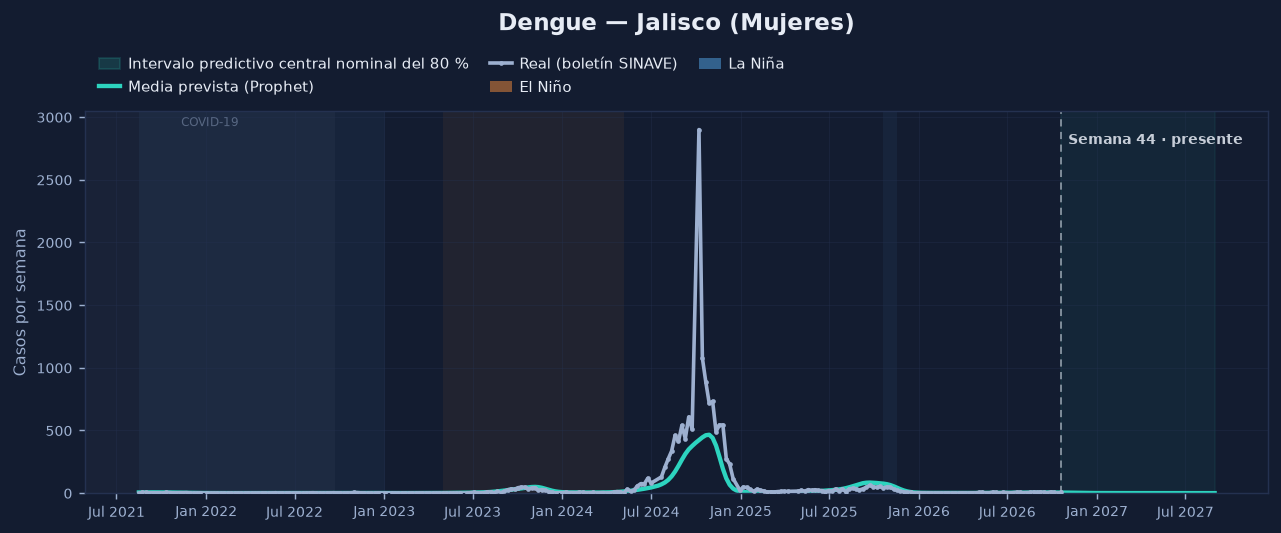 Dengue — Jalisco (Mujeres)
Intervalo predictivo central nominal del 80 %
Real (boletín SINAVE)
La Niña
Media prevista (Prophet)
El Niño
COVID-19
Semana 44 · presente
Casos por semana
3000
2500
2000
1500
1000
500
0
Jul 2021
Jan 2022
Jul 2022
Jan 2023
Jul 2023
Jan 2024
Jul 2024
Jan 2025
Jul 2025
Jan 2026
Jul 2026
Jan 2027
Jul 2027